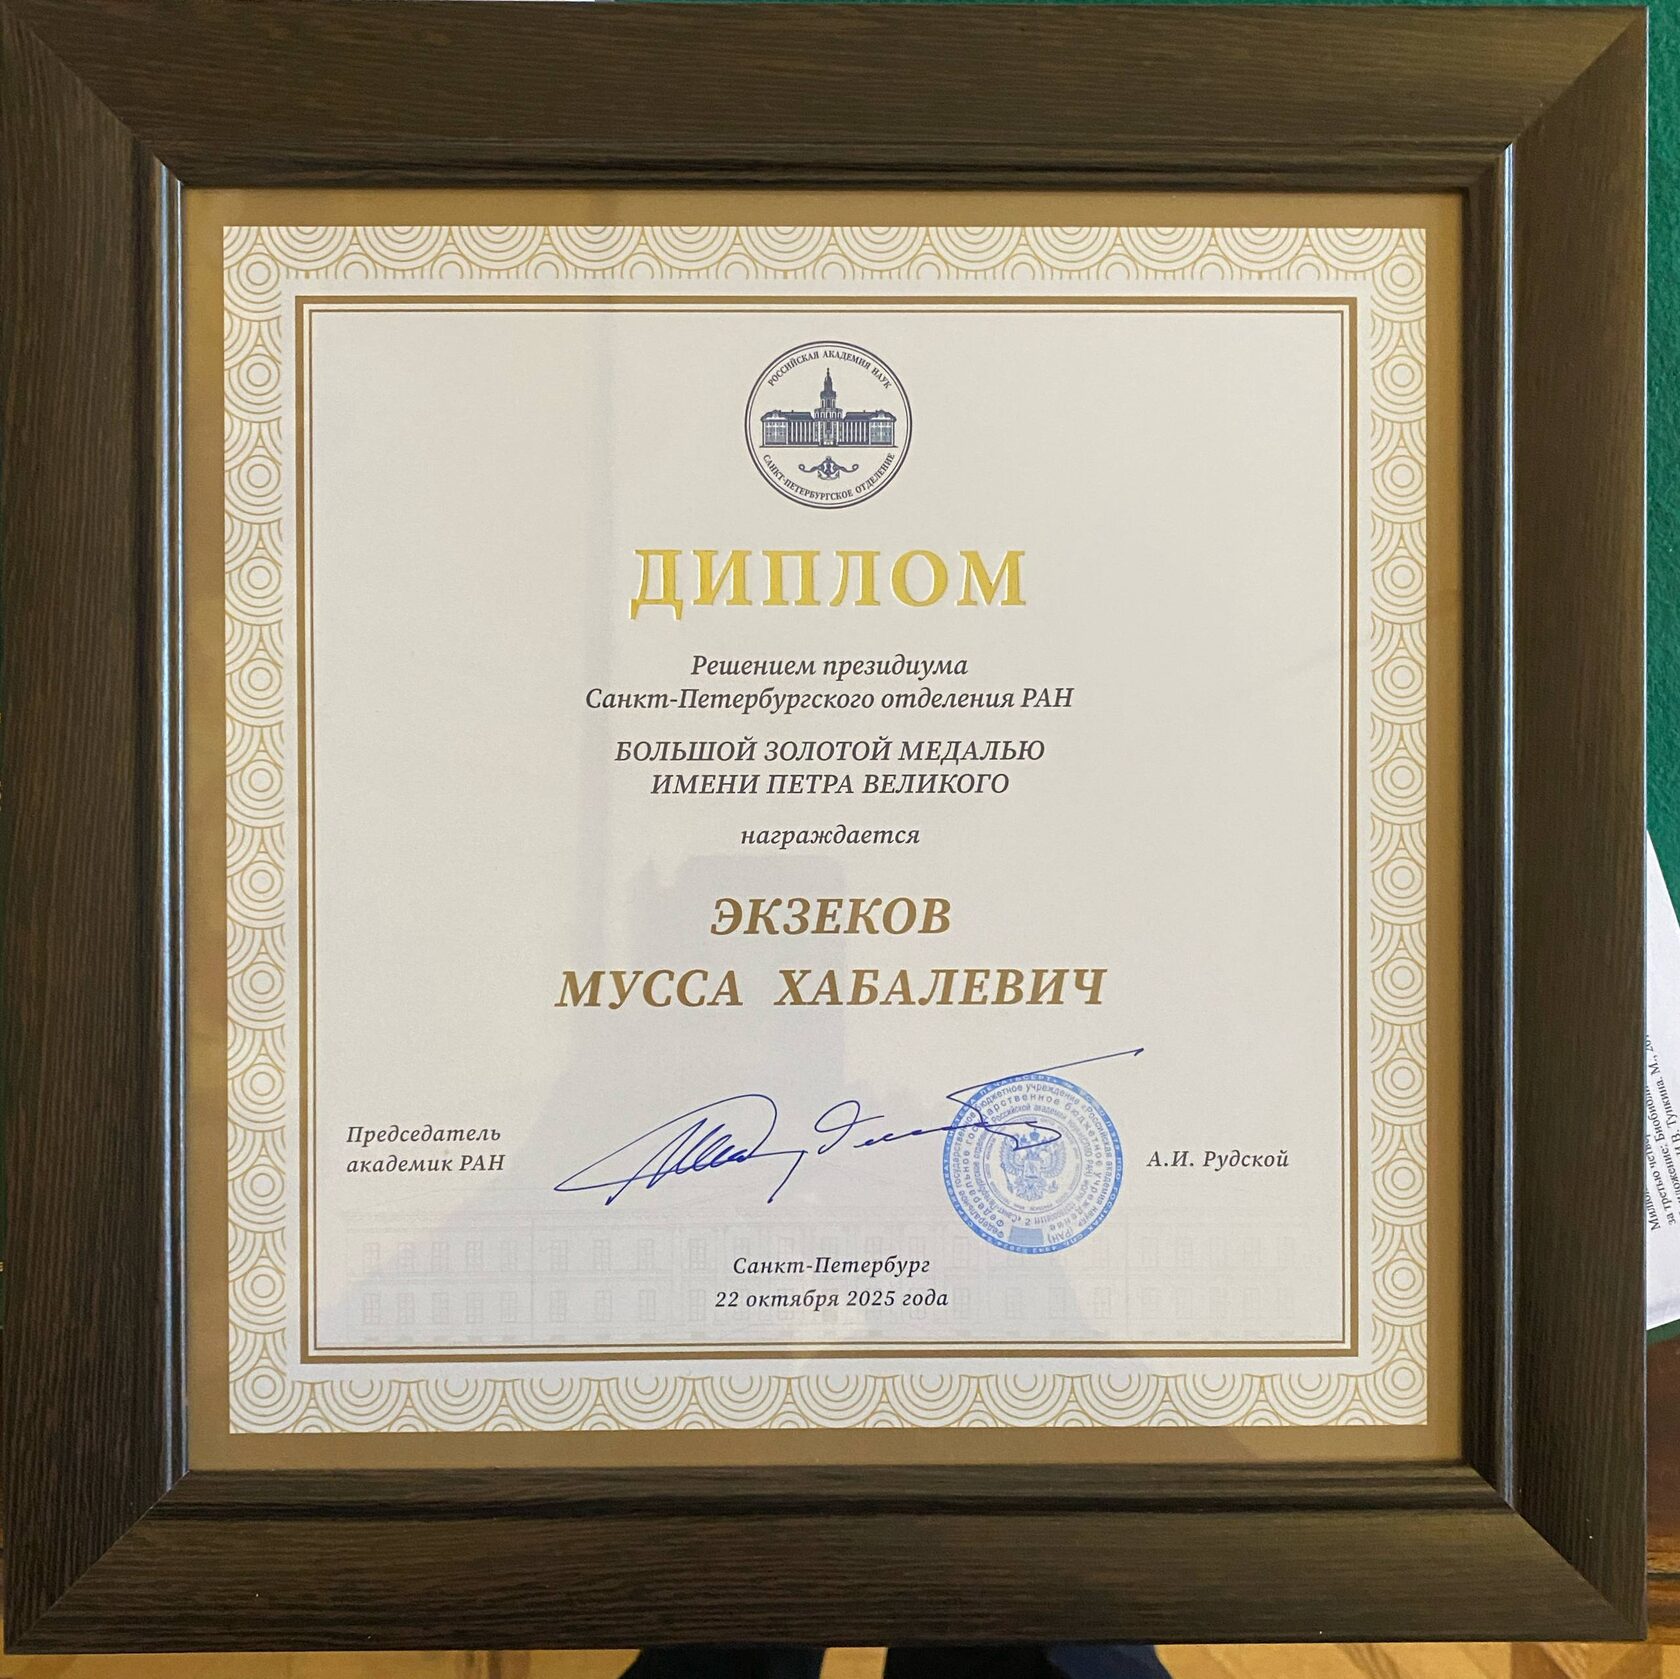 РОССИЙСКАЯ АКАДЕМИЯ НАУК
САНКТ-ПЕТЕРБУРГСКОЕ ОТДЕЛЕНИЕ
ДИПЛОМ
Решением президиума
Санкт-Петербургского отделения РАН
БОЛЬШОЙ ЗОЛОТОЙ МЕДАЛЬЮ
ИМЕНИ ПЕТРА ВЕЛИКОГО
награждается
ЭКЗЕКОВ
МУССА ХАБАЛЕВИЧ
Председатель
академик РАН
А.И. Рудской
Санкт-Петербург
22 октября 2025 года